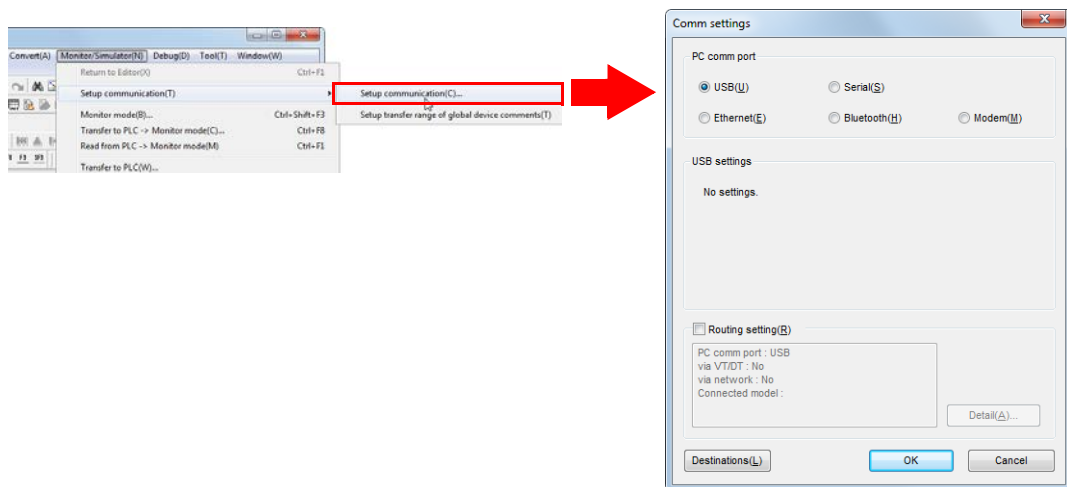 Convert(A) Monitor/Simulator(N) Debug(D) Tool(T) Window(W)
Return to Editor(X) Ctrl+F1
Setup communication(T)
Monitor mode(B)... Ctrl+Shift+F3
Transfer to PLC -> Monitor mode(C)... Ctrl+F8
Read from PLC -> Monitor mode(M) Ctrl+F1
Transfer to PLC(W)...
Setup communication(C)...
Setup transfer range of global device comments(T)
Comm settings
PC comm port
USB(U) Serial(S)
Ethernet(E) Bluetooth(H) Modem(M)
USB settings
No settings.
Routing setting(R)
PC comm port : USB
via VT/DT : No
via network : No
Connected model :
Detail(A)...
Destinations(L) OK Cancel